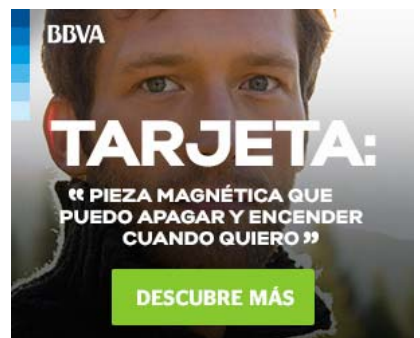 BBVA
TARJETA:
“ PIEZA MAGNÉTICA QUE
PUEDO APAGAR Y ENCENDER
CUANDO QUIERO ”
DESCUBRE MÁS